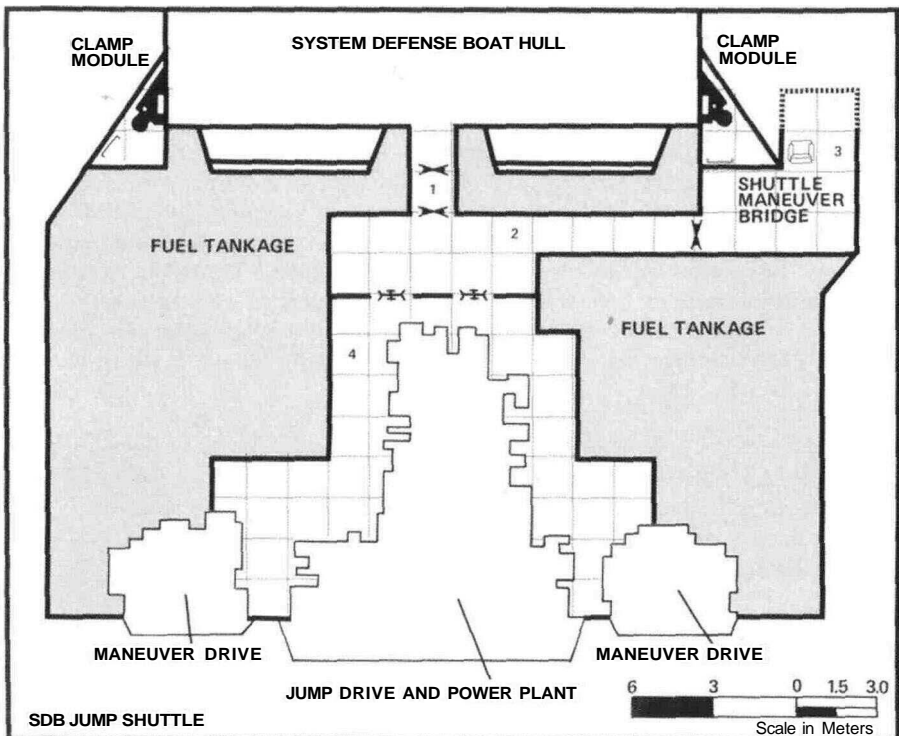 CLAMP
MODULE
SYSTEM DEFENSE BOAT HULL
CLAMP
MODULE
1
3
SHUTTLE
MANEUVER
BRIDGE
2
FUEL TANKAGE
FUEL TANKAGE
4
MANEUVER DRIVE
MANEUVER DRIVE
JUMP DRIVE AND POWER PLANT
6 3 0 1.5 3.0
SDB JUMP SHUTTLE
Scale in Meters